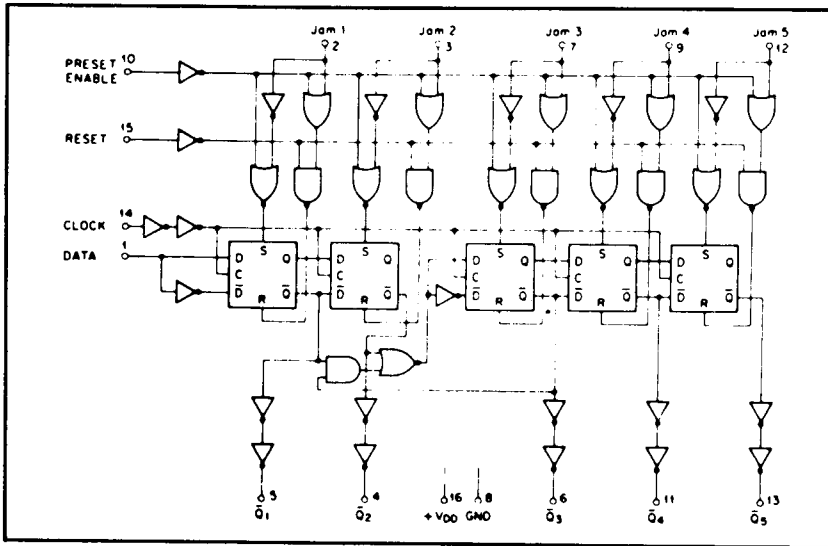 Jam 1 Jam 2 Jam 3 Jam 4 Jam 5
2 3 7 9 12
PRESET ENABLE 10
RESET 15
CLOCK 14
DATA 1
S S S S
D Q D Q D Q D Q D Q
C C C C C
D̄ Q̄ D̄ Q̄ D̄ Q̄ D̄ Q̄ D̄ Q̄
R R R R R
5 4 16 8 6 11 13
Q̄1 Q̄2 +VDD GND Q̄3 Q̄4 Q̄5